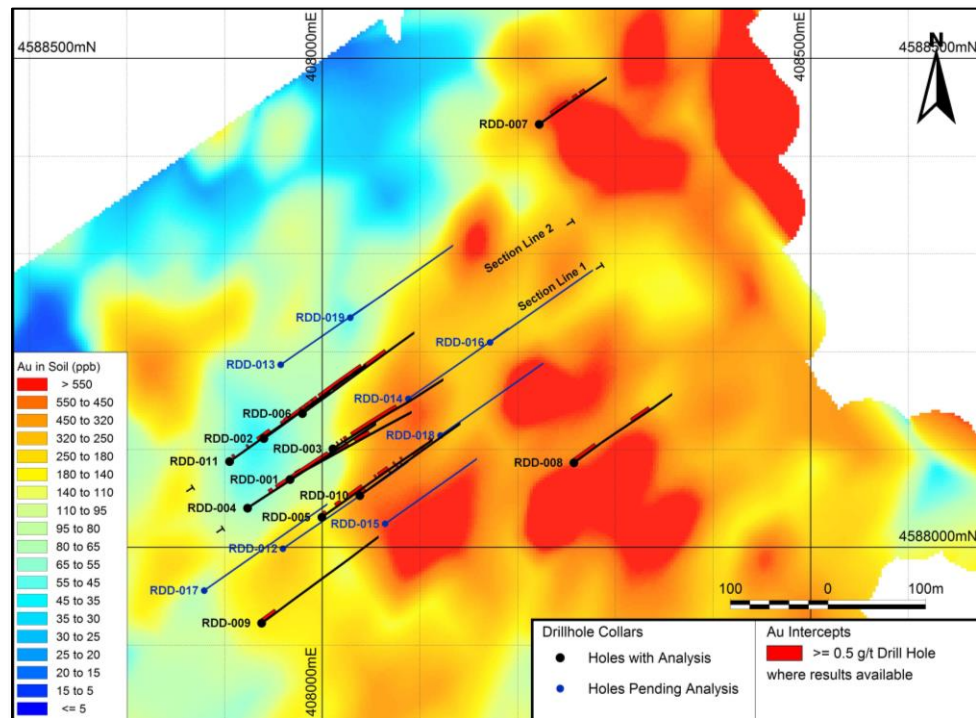 4588500mN
408000mE
408500mE
4588500mN
N
RDD-007
Section Line 2
Section Line 1
RDD-019
RDD-016
RDD-013
RDD-014
RDD-006
RDD-018
RDD-002
RDD-003
RDD-011
RDD-008
RDD-001
RDD-010
RDD-004
RDD-005
RDD-015
RDD-012
4588000mN
RDD-017
RDD-009
408000mE
100 0 100m
Au in Soil (ppb)
> 550
550 to 450
450 to 320
320 to 250
250 to 180
180 to 140
140 to 110
110 to 95
95 to 80
80 to 65
65 to 55
55 to 45
45 to 35
35 to 30
30 to 25
25 to 20
20 to 15
15 to 5
<= 5
Drillhole Collars
Holes with Analysis
Holes Pending Analysis
Au Intercepts
>= 0.5 g/t Drill Hole
where results available